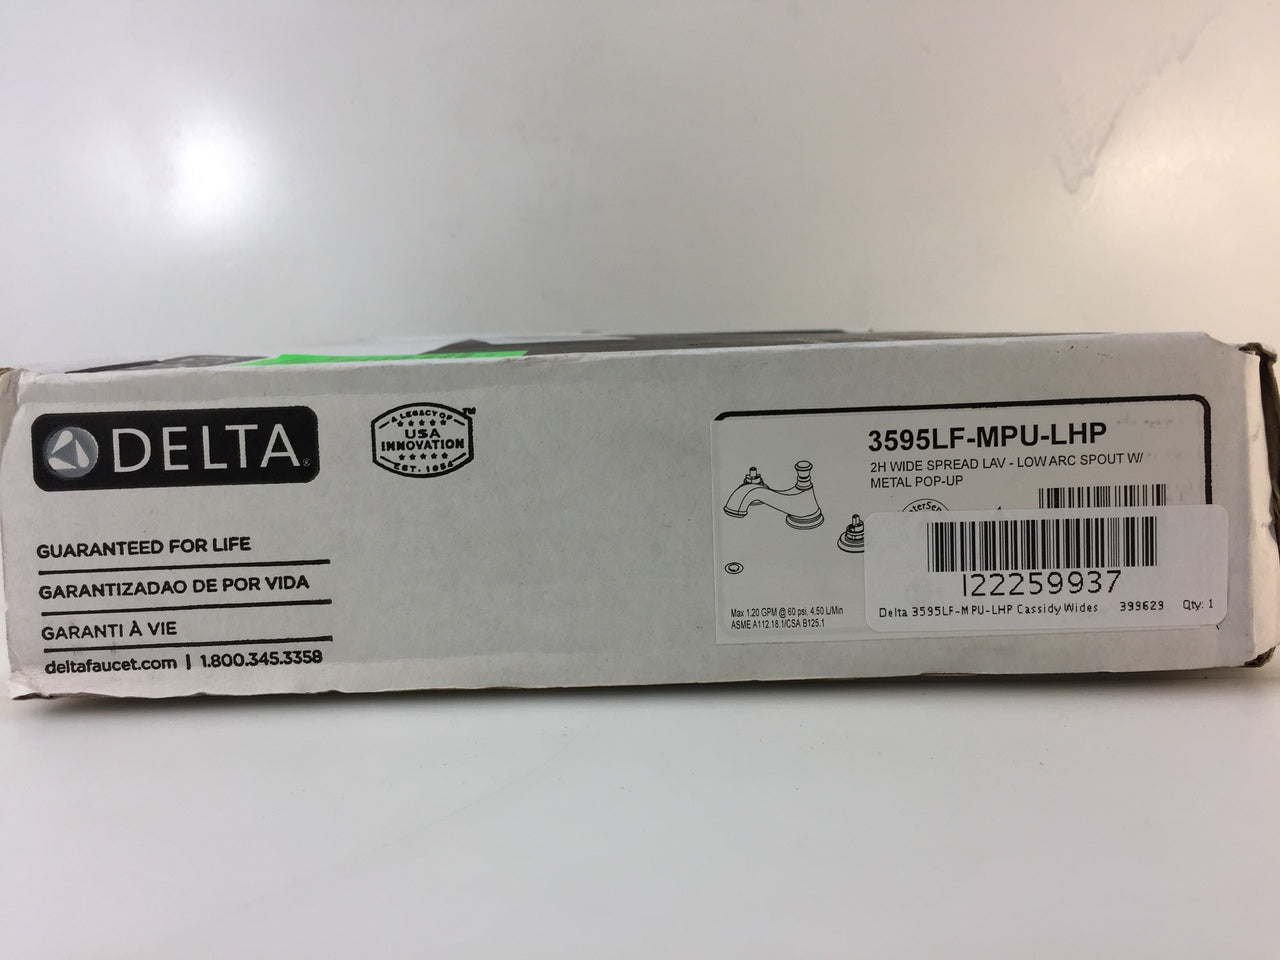 DELTA
A LEGACY OF
USA
INNOVATION
EST. 1954
TM
GUARANTEED FOR LIFE
GARANTIZADAO DE POR VIDA
GARANTI À VIE
deltafaucet.com | 1.800.345.3358
3595LF-MPU-LHP
2H WIDE SPREAD LAV - LOW ARC SPOUT W/
METAL POP-UP
Max 1.20 GPM @ 60 psi, 4.50 L/Min
ASME A112.18.1/CSA B125.1
I22259937
Delta 3595LF-MPU-LHP Cassidy Wides 399629 Qty: 1